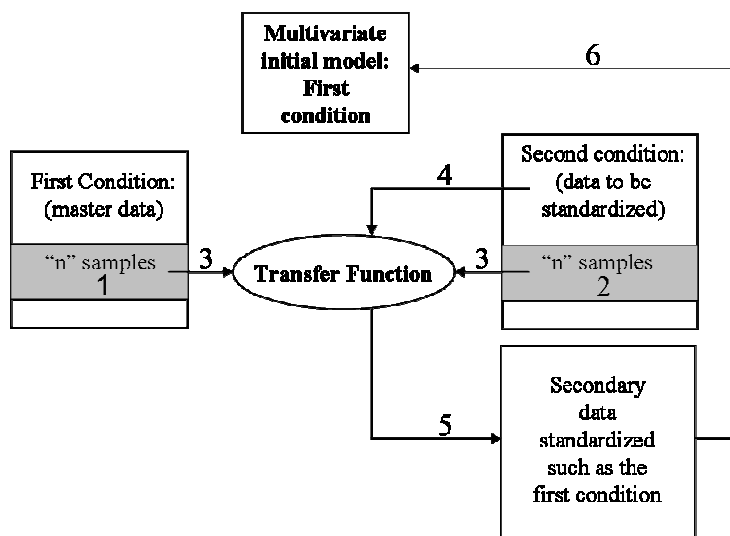 Multivariate
initial model:
First
condition
6
First Condition:
(master data)
"n" samples
1
3
Transfer Function
4
3
Second condition:
(data to be
standardized)
"n" samples
2
5
Secondary
data
standardized
such as the
first condition